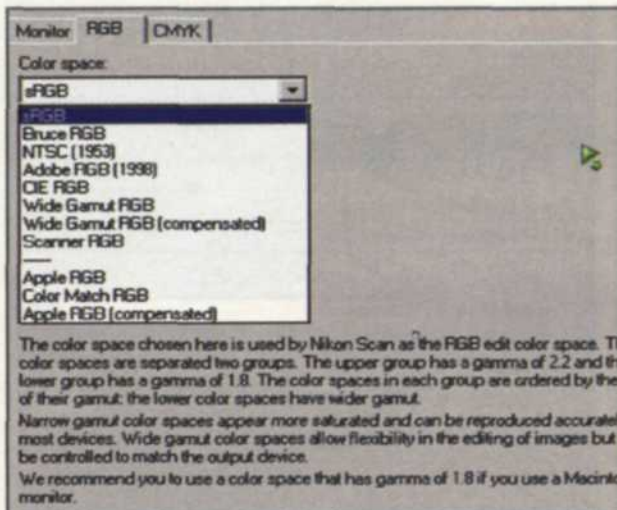 Monitor RGB CMYK
Color space:
sRGB
sRGB
Bruce RGB
NTSC (1953)
Adobe RGB (1998)
CIE RGB
Wide Gamut RGB
Wide Gamut RGB (compensated)
Scanner RGB
-----
Apple RGB
Color Match RGB
Apple RGB (compensated)
The color space chosen here is used by Nikon Scan as the RGB edit color space. T
color spaces are separated two groups. The upper group has a gamma of 2.2 and th
lower group has a gamma of 1.8. The color spaces in each group are ordered by the
of their gamut: the lower color spaces have wider gamut.
Narrow gamut color spaces appear more saturated and can be reproduced accuratel
most devices. Wide gamut color spaces allow flexibility in the editing of images but
be controlled to match the output device.
We recommend you to use a color space that has gamma of 1.8 if you use a Macinto
monitor.